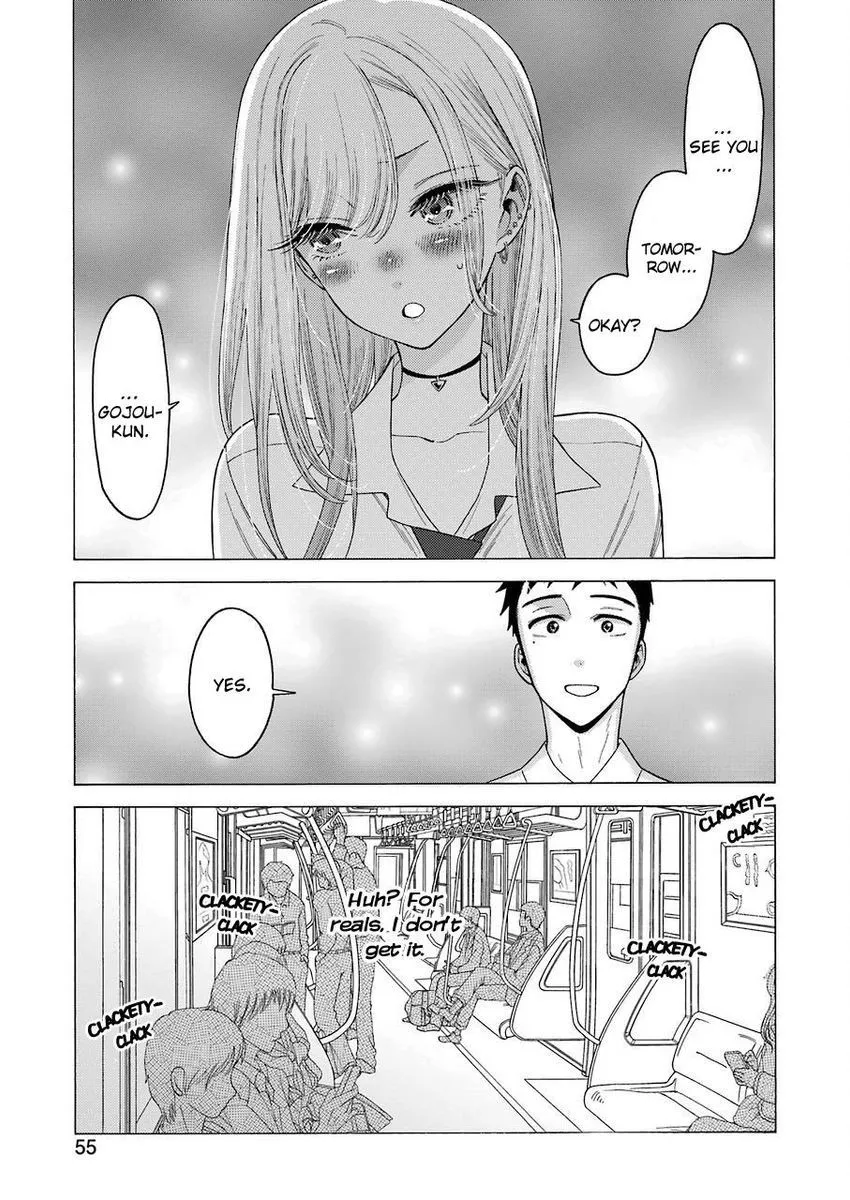 ...
SEE YOU
...
TOMOR-
ROW...
OKAY?
...
GOJOU-
KUN.
YES.
CLACKETY-
CLACK
Huh? For
reals, I don't
get it.
CLACKETY-
CLACK
CLACKETY-
CLACK
CLACKETY-
CLACK
55